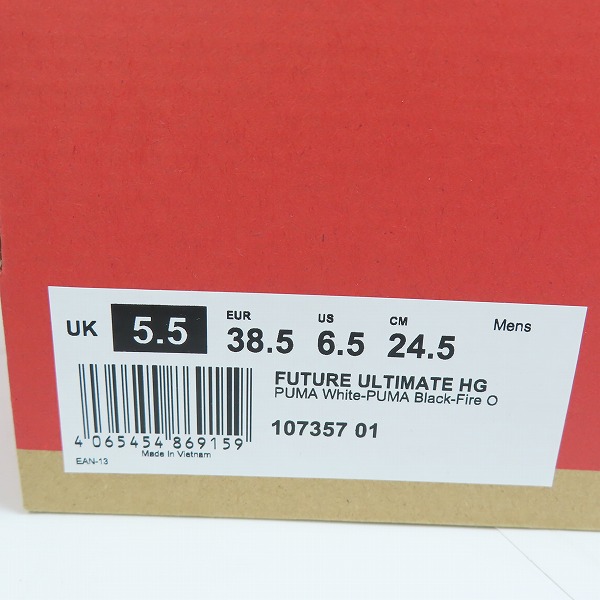 UK 5.5 EUR 38.5 US 6.5 CM 24.5 Mens
FUTURE ULTIMATE HG
PUMA White-PUMA Black-Fire O
107357 01
4 065454 869159
Made in Vietnam
EAN-13